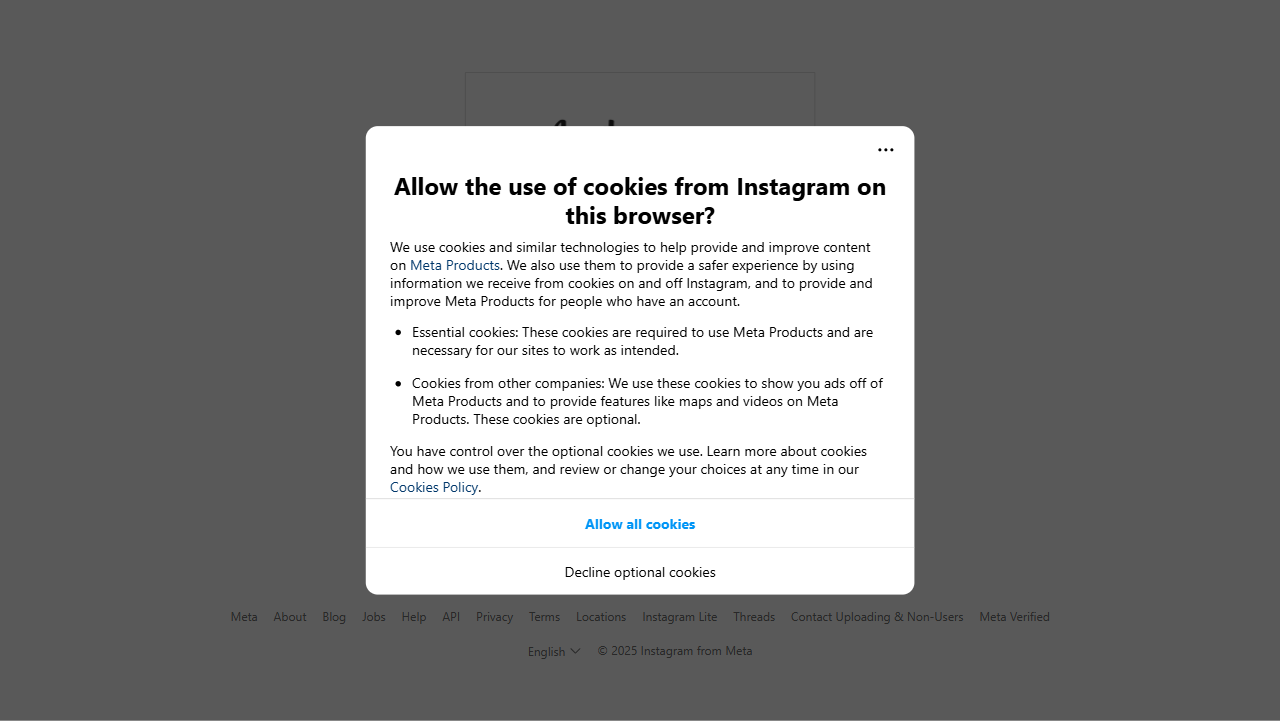 Allow the use of cookies from Instagram on
this browser?
We use cookies and similar technologies to help provide and improve content
on Meta Products. We also use them to provide a safer experience by using
information we receive from cookies on and off Instagram, and to provide and
improve Meta Products for people who have an account.
• Essential cookies: These cookies are required to use Meta Products and are
necessary for our sites to work as intended.
• Cookies from other companies: We use these cookies to show you ads off of
Meta Products and to provide features like maps and videos on Meta
Products. These cookies are optional.
You have control over the optional cookies we use. Learn more about cookies
and how we use them, and review or change your choices at any time in our
Cookies Policy.
Allow all cookies
Decline optional cookies
Meta About Blog Jobs Help API Privacy Terms Locations Instagram Lite Threads Contact Uploading & Non-Users Meta Verified
English © 2025 Instagram from Meta